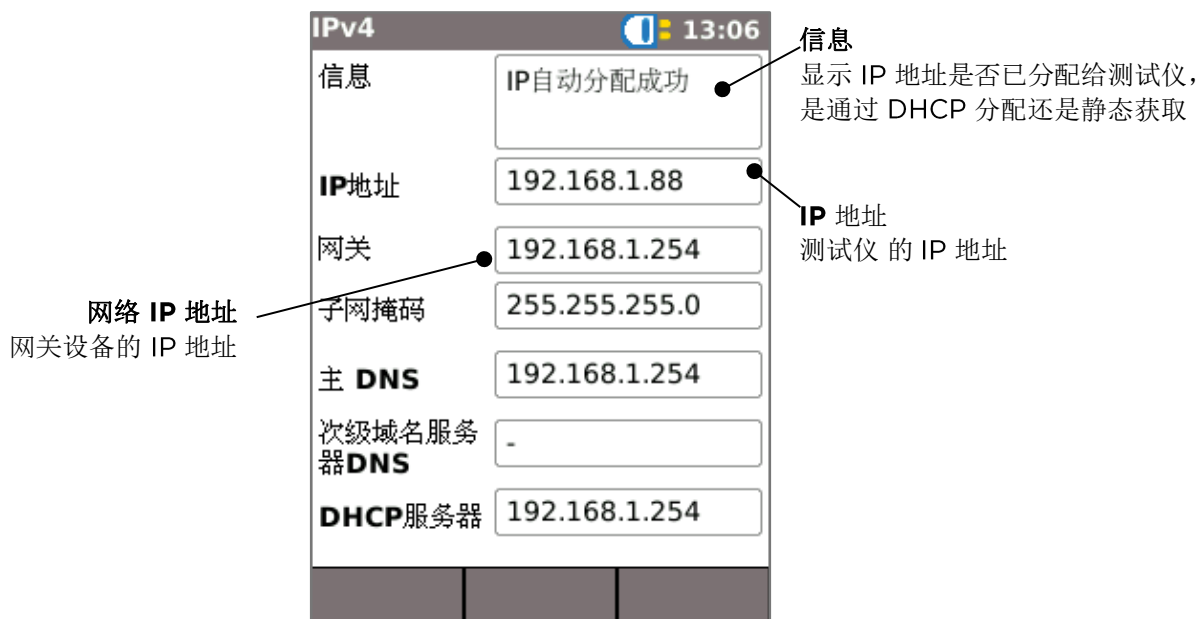 IPv4
13:06
信息
IP自动分配成功
IP地址
192.168.1.88
网关
192.168.1.254
子网掩码
255.255.255.0
主 DNS
192.168.1.254
次级域名服务
器DNS
-
DHCP服务器
192.168.1.254
信息
显示 IP 地址是否已分配给测试仪，
是通过 DHCP 分配还是静态获取
IP 地址
测试仪 的 IP 地址
网络 IP 地址
网关设备的 IP 地址